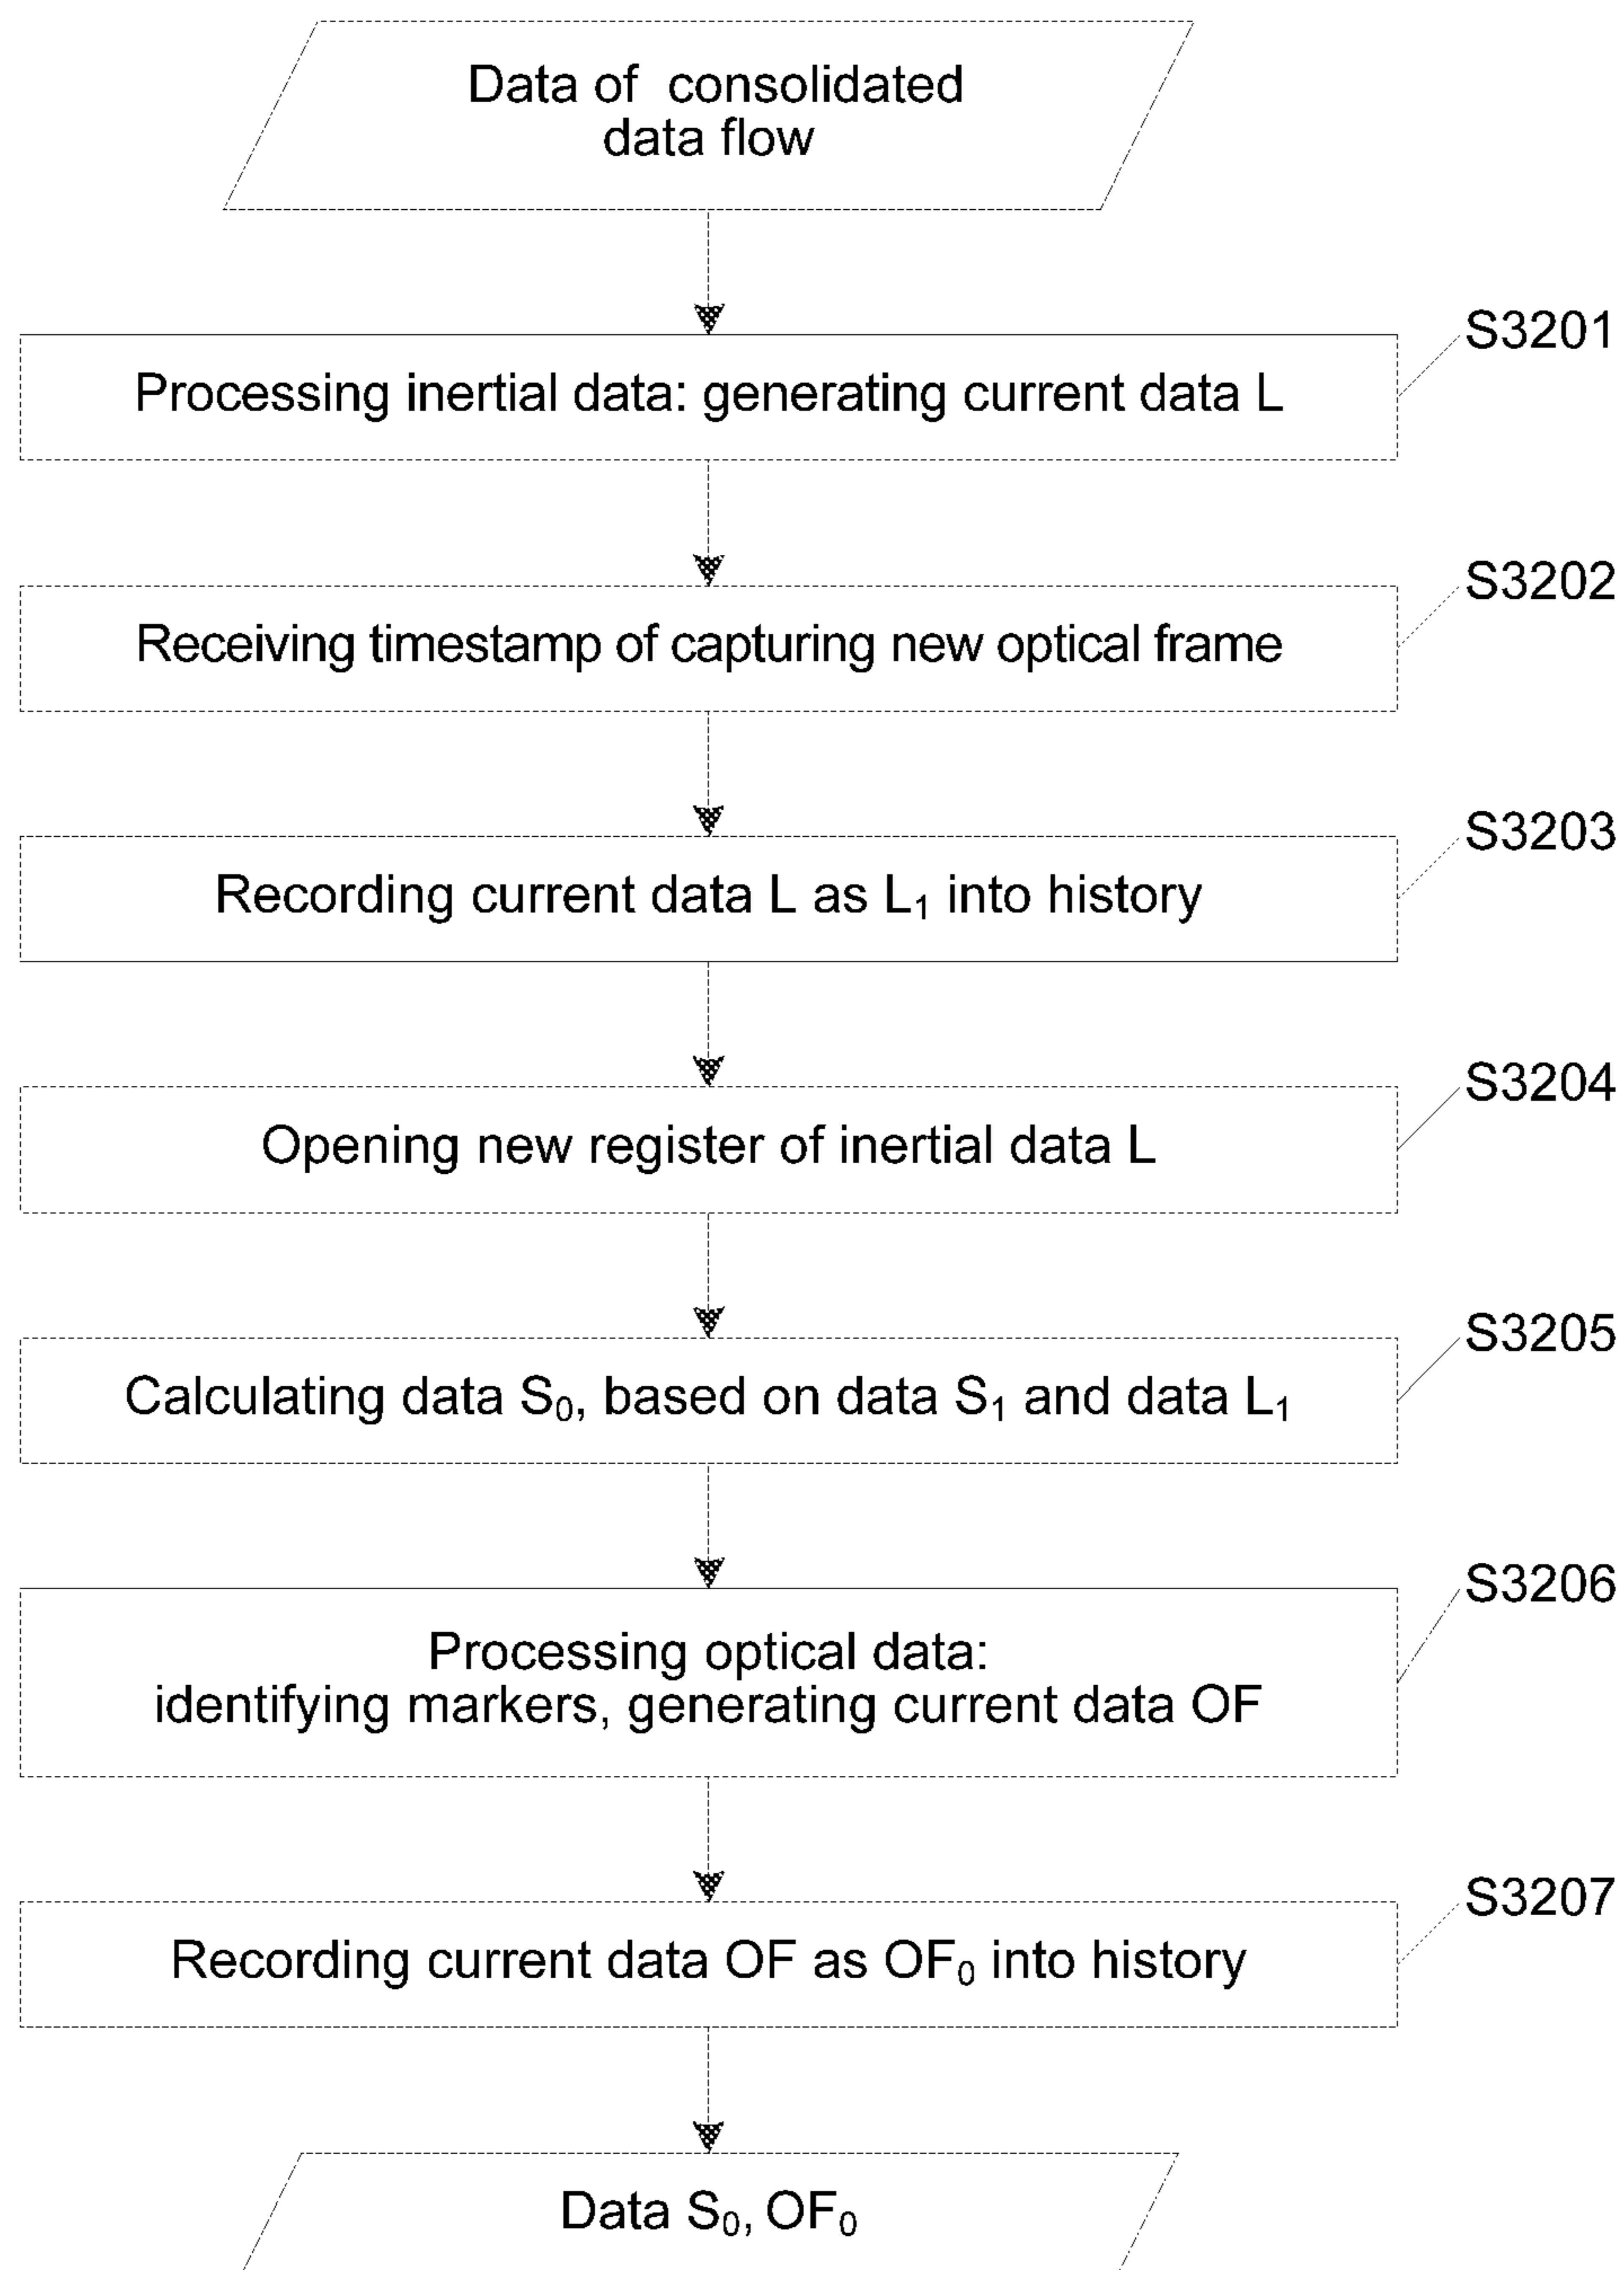 Data of consolidated
data flow
S3201
Processing inertial data: generating current data L
S3202
Receiving timestamp of capturing new optical frame
S3203
Recording current data L as L₁ into history
S3204
Opening new register of inertial data L
S3205
Calculating data S₀, based on data S₁ and data L₁
S3206
Processing optical data:
identifying markers, generating current data OF
S3207
Recording current data OF as OF₀ into history
Data S₀, OF₀